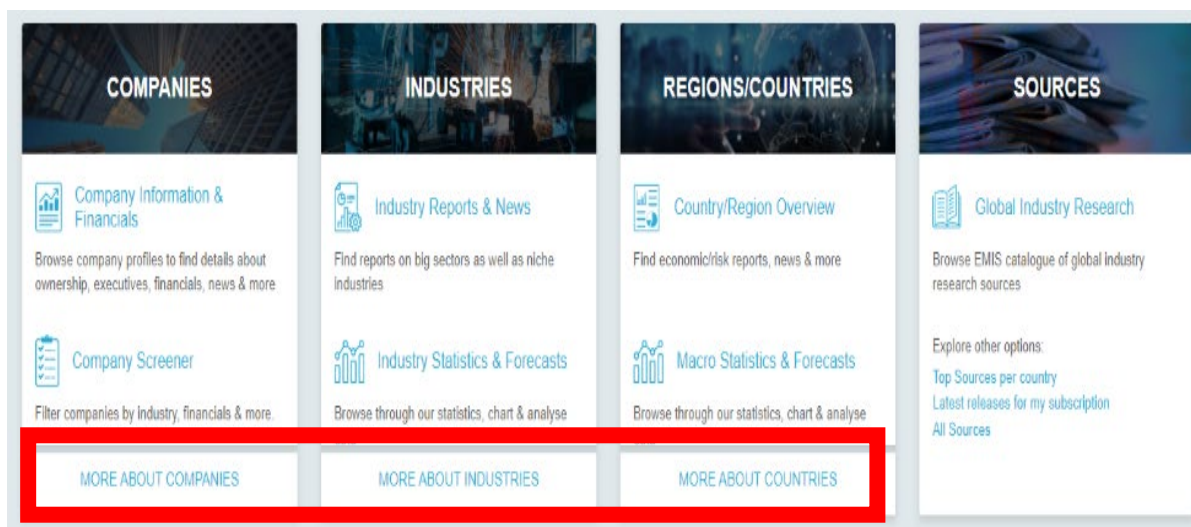 COMPANIES
Company Information &
Financials
Browse company profiles to find details about
ownership, executives, financials, news & more
Company Screener
Filter companies by industry, financials & more.
MORE ABOUT COMPANIES
INDUSTRIES
Industry Reports & News
Find reports on big sectors as well as niche
industries
Industry Statistics & Forecasts
Browse through our statistics, chart & analyse
MORE ABOUT INDUSTRIES
REGIONS/COUNTRIES
Country/Region Overview
Find economic/risk reports, news & more
Macro Statistics & Forecasts
Browse through our statistics, chart & analyse
MORE ABOUT COUNTRIES
SOURCES
Global Industry Research
Browse EMIS catalogue of global industry
research sources
Explore other options:
Top Sources per country
Latest releases for my subscription
All Sources